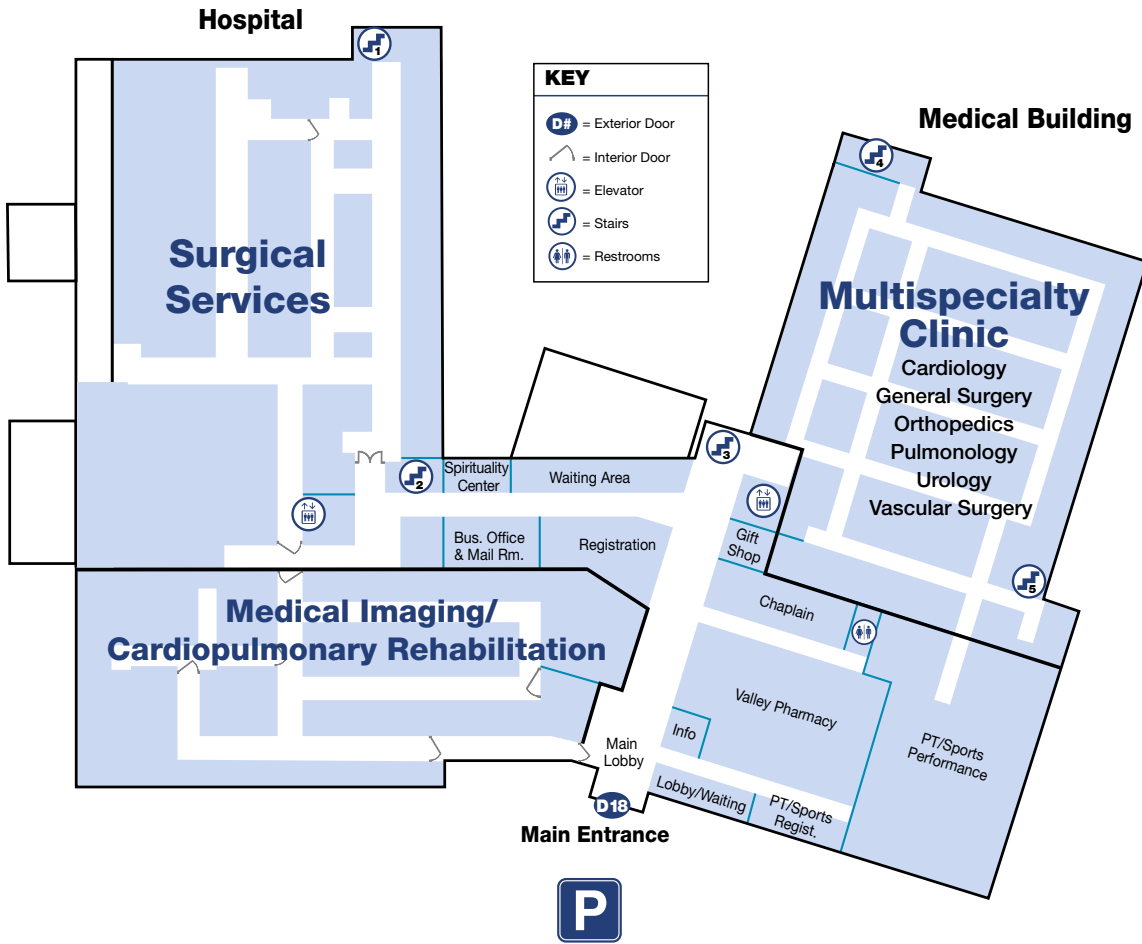 Hospital
1
KEY
D# = Exterior Door
= Interior Door
= Elevator
= Stairs
= Restrooms
Medical Building
4
Surgical
Services
Multispecialty
Clinic
Cardiology
General Surgery
Orthopedics
Pulmonology
Urology
Vascular Surgery
3
2
Spirituality
Center
Waiting Area
Bus. Office
& Mail Rm.
Registration
Gift
Shop
5
Medical Imaging/
Cardiopulmonary Rehabilitation
Chaplain
Valley Pharmacy
Info
Main
Lobby
PT/Sports
Performance
Lobby/Waiting
PT/Sports
Regist.
D18
Main Entrance
P